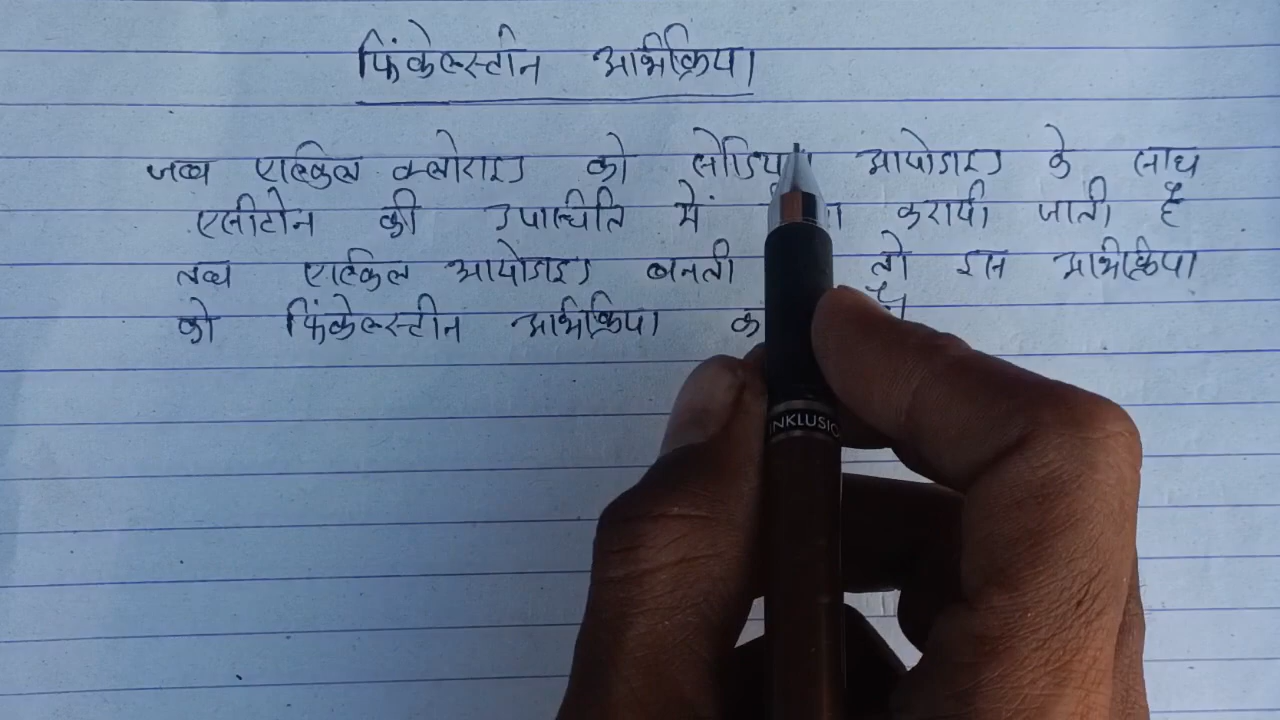 फिंकेल्स्टीन अभिक्रिया
जब एल्किल क्लोराइड को सोडियम आयोडाइड के साथ
एसीटोन की उपस्थिति में करायी जाती है
तब एल्किल आयोडाइड बनती तो इस अभिक्रिया
को फिंकेल्स्टीन अभिक्रिया हैं
INKLUSIO